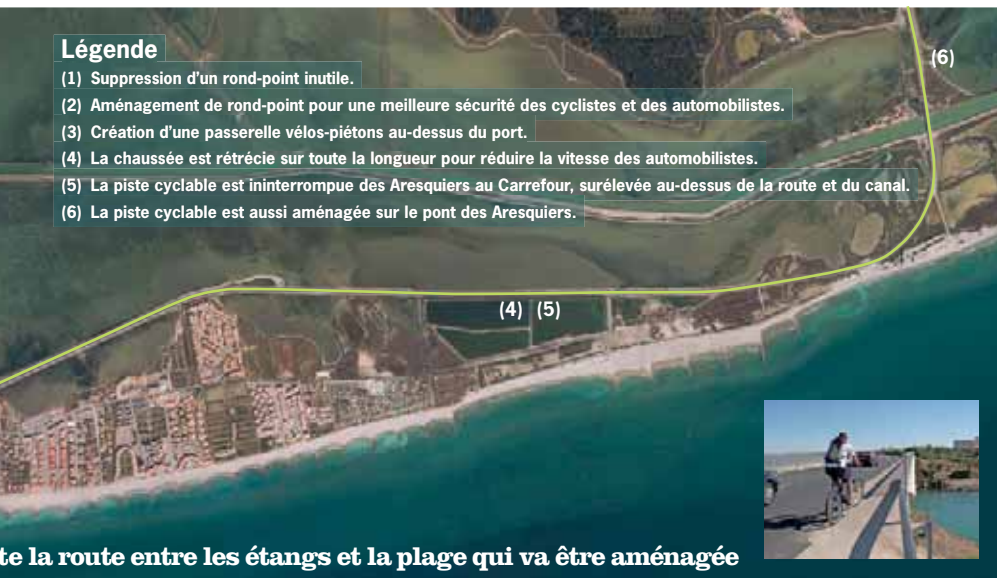 Légende
(1) Suppression d'un rond-point inutile.
(2) Aménagement de rond-point pour une meilleure sécurité des cyclistes et des automobilistes.
(3) Création d'une passerelle vélos-piétons au-dessus du port.
(4) La chaussée est rétrécie sur toute la longueur pour réduire la vitesse des automobilistes.
(5) La piste cyclable est ininterrompue des Aresquiers au Carrefour, surélevée au-dessus de la route et du canal.
(6) La piste cyclable est aussi aménagée sur le pont des Aresquiers.
(6)
(4) (5)
te la route entre les étangs et la plage qui va être aménagée